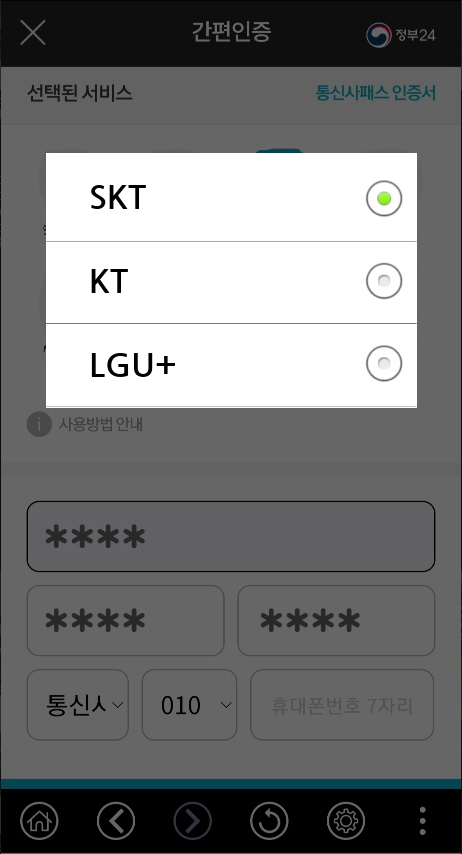 간편인증
정부24
선택된 서비스
통신사패스 인증서
SKT
KT
LGU+
사용방법 안내
****
**** ****
통신사 010 휴대폰번호 7자리